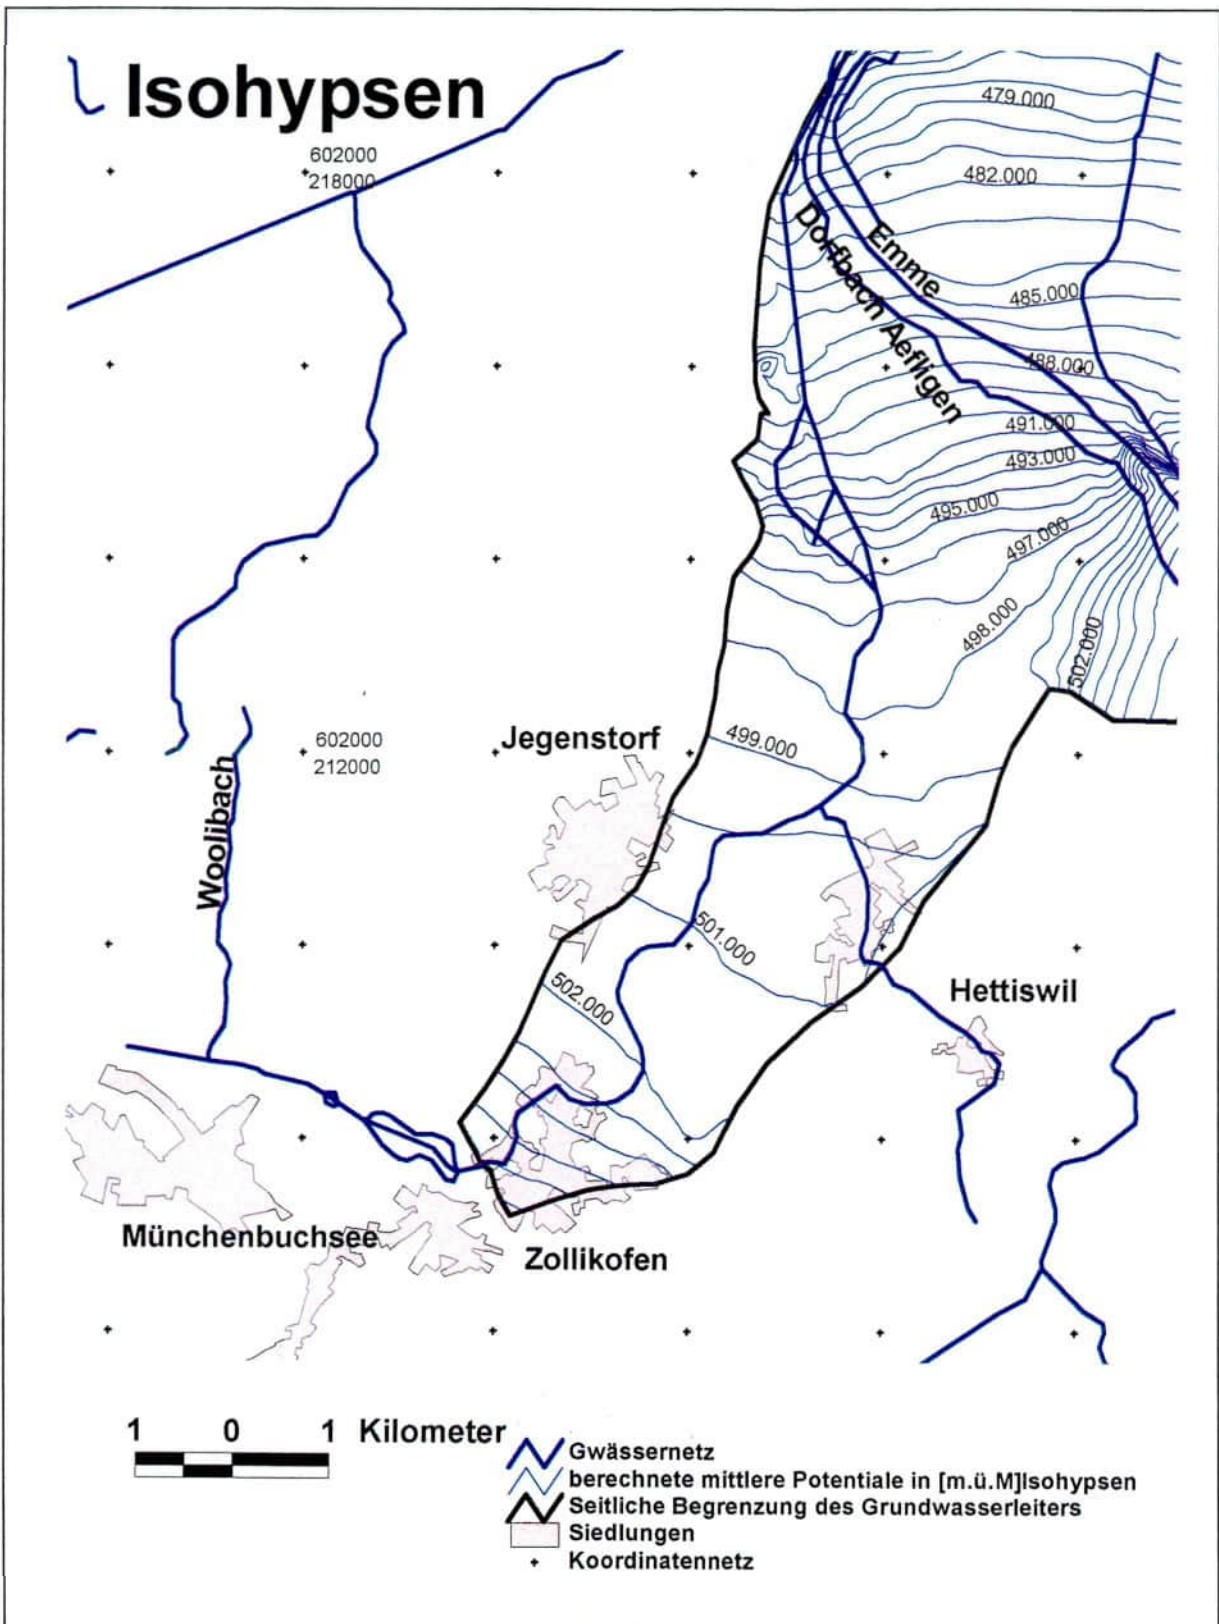 Isohypsen
602000
218000
479.000
482.000
Emme
Dorfbach Aefligen
485.000
488.000
491.000
493.000
495.000
497.000
498.000
502.000
Jegenstorf
499.000
602000
212000
Woolibach
501.000
502.000
Hettiswil
Münchenbuchsee
Zollikofen
1 0 1 Kilometer
Gwässernetz
berechnete mittlere Potentiale in [m.ü.M]Isohypsen
Seitliche Begrenzung des Grundwasserleiters
Siedlungen
Koordinatennetz